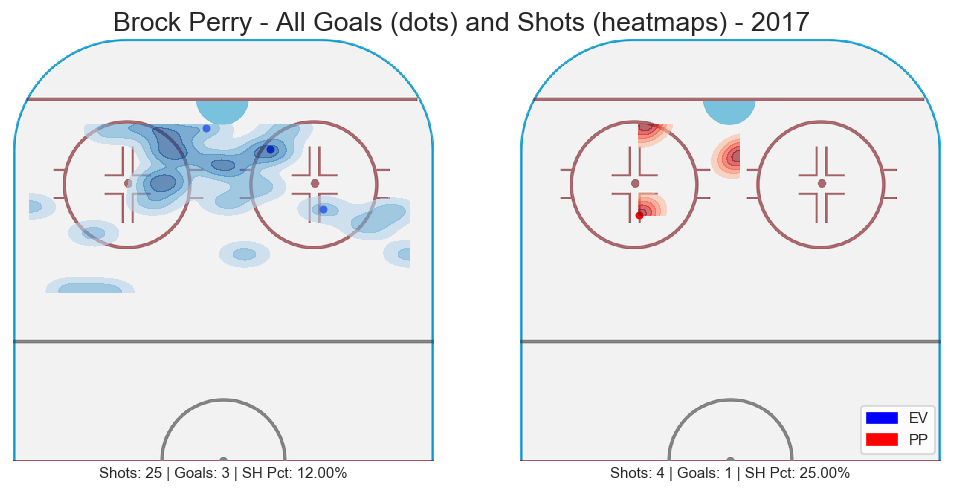 Brock Perry - All Goals (dots) and Shots (heatmaps) - 2017
EV
PP
Shots: 25 | Goals: 3 | SH Pct: 12.00%
Shots: 4 | Goals: 1 | SH Pct: 25.00%